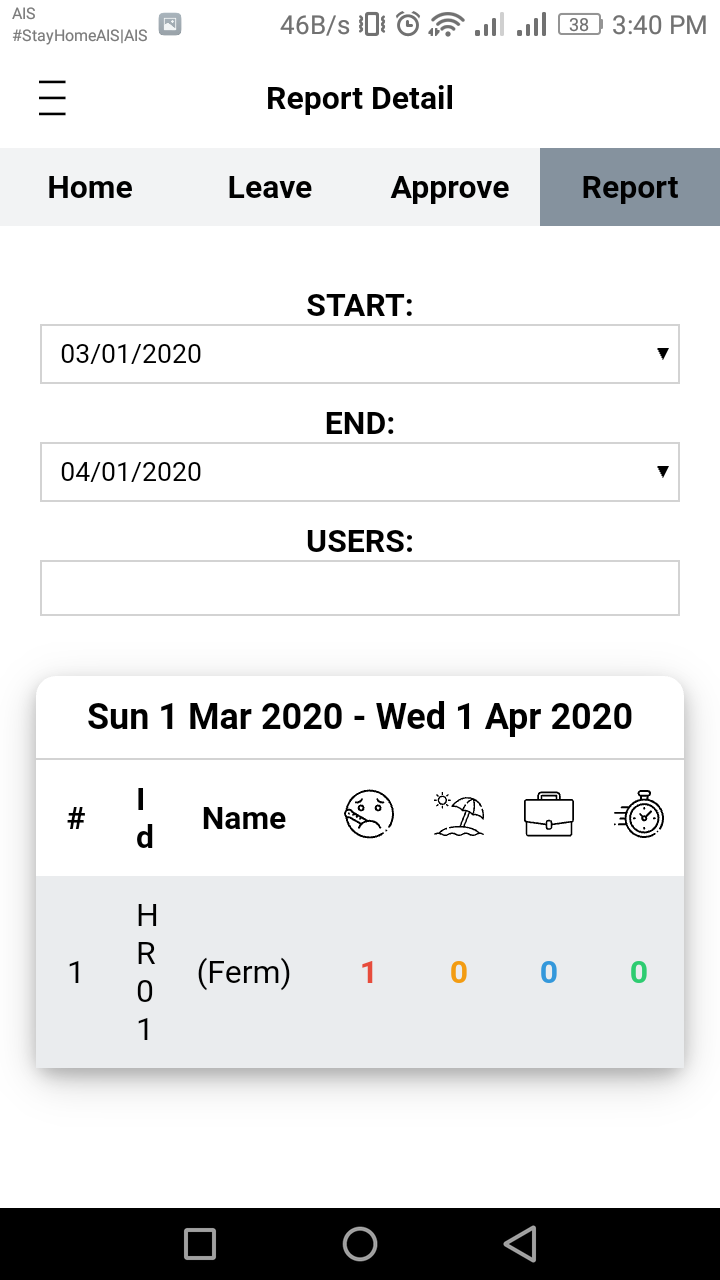 AIS
#StayHomeAIS|AIS
46B/s 38 3:40 PM
Report Detail
Home Leave Approve Report
START:
03/01/2020
END:
04/01/2020
USERS:
Sun 1 Mar 2020 - Wed 1 Apr 2020
# Id Name
1 HR01 (Ferm) 1 0 0 0